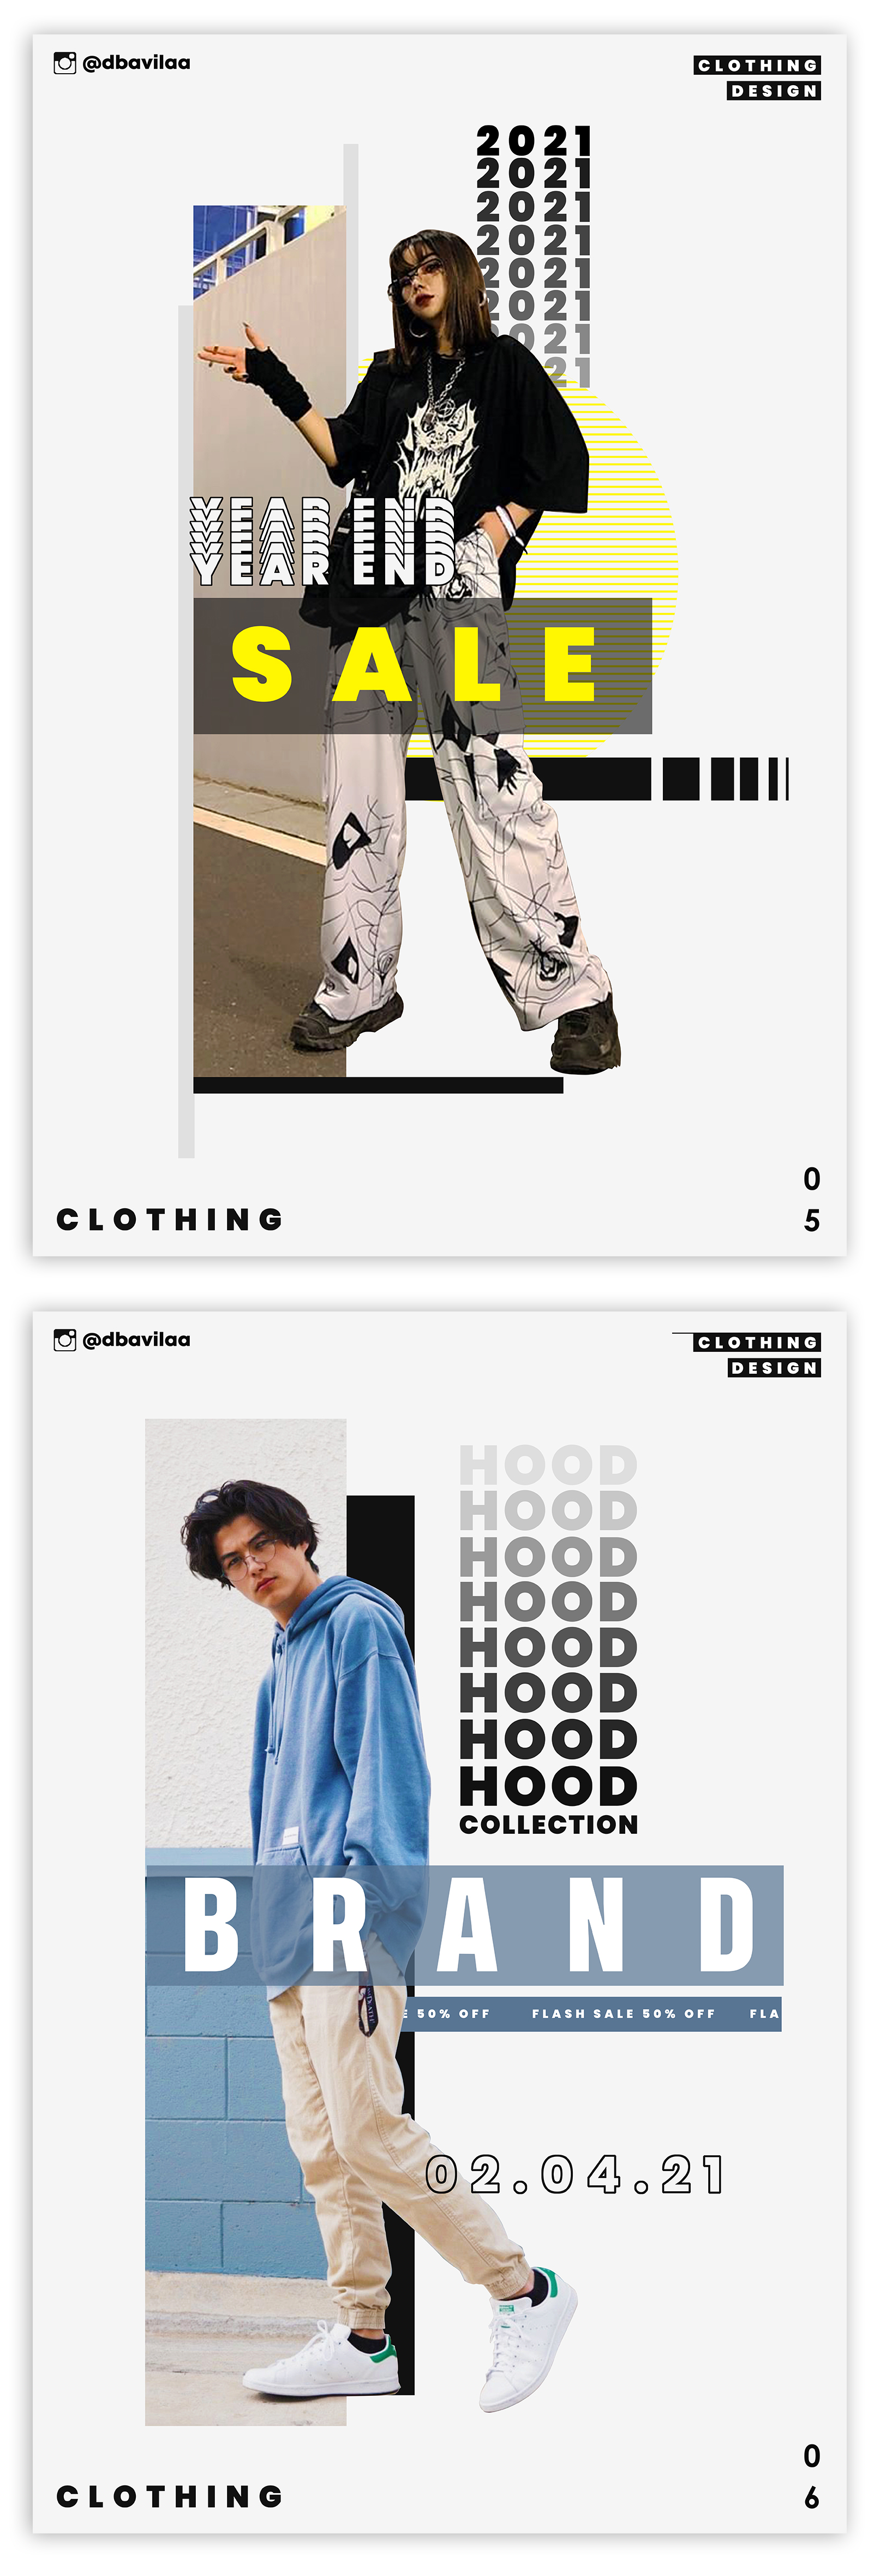 @dbavilaa
CLOTHING
DESIGN
2021
2021
2021
2021
2021
2021
2021
21
YEAR END
YEAR END
YEAR END
YEAR END
YEAR END
SALE
CLOTHING
0
5
@dbavilaa
CLOTHING
DESIGN
HOOD
HOOD
HOOD
HOOD
HOOD
HOOD
HOOD
HOOD
COLLECTION
BRAND
E 50% OFF FLASH SALE 50% OFF FLA
02.04.21
CLOTHING
0
6